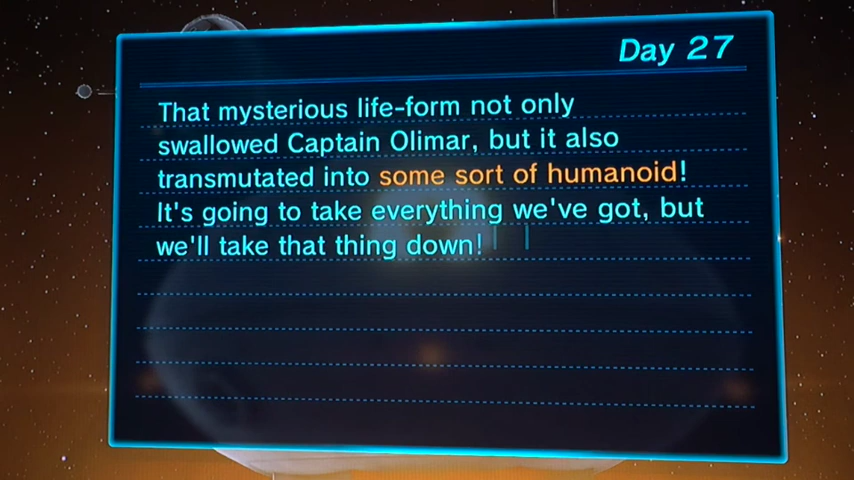 Day 27
That mysterious life-form not only
swallowed Captain Olimar, but it also
transmutated into some sort of humanoid!
It's going to take everything we've got, but
we'll take that thing down!